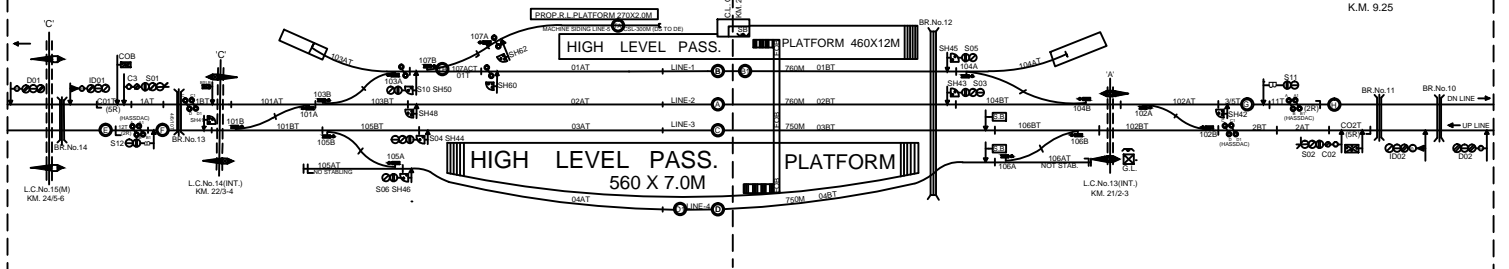 K.M. 9.25
'C'
COB
D01
ID01
C3
S01
C01T
(5R)
1AT
(HASSDAC)
S12
BR.No.14
L.C.No.15(M)
KM. 24/5-6
BR.No.13
'C'
1BT
101B
L.C.No.14(INT.)
KM. 22/3-4
103AT
101AT
103B
101A
101BT
105B
105BT
105AT
NO STABLING
105A
S06 SH46
103A
103BT
S10 SH50
SH48
S04 SH44
107B
107A
107ACT
01T
SH62
SH60
PROP.R.L.PLATFORM 270X2.0M
HIGH LEVEL PASS.
PLATFORM 460X12M
SB
F.O.B.
01AT
LINE-1
B
760M
01BT
02AT
LINE-2
A
760M
02BT
03AT
LINE-3
C
750M
03BT
HIGH LEVEL PASS.
560 X 7.0M
PLATFORM
F.O.B.
04AT
LINE-4
D
750M
04BT
BR.No.12
SH45
S05
104A
104AT
SH43
S03
104BT
104B
S.B
106BT
106B
S.B
106A
106AT
NOT STAB.
'A'
102BT
G.L.
L.C.No.13(INT.)
KM. 21/2-3
102A
102AT
102B
3/5T
SH42
G
(HASSDAC)
2BT
S11
11T
(2R)
(HASSDAC)
H
2AT
CO2T
(5R)
S02
C02
BR.No.11
ID02
BR.No.10
DN LINE
UP LINE
D02
E
F